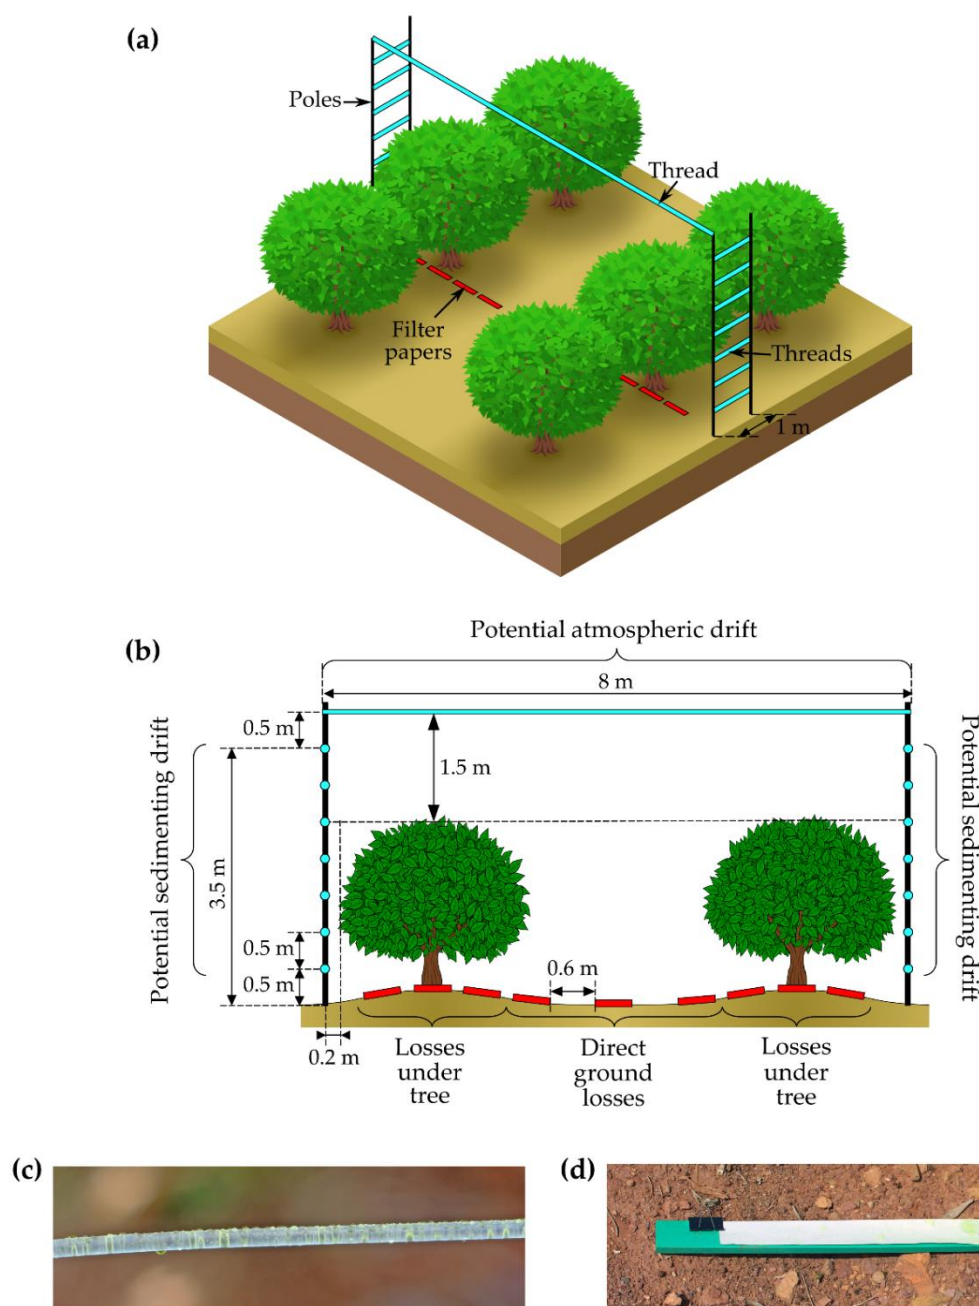 (a)
Poles
Thread
Filter
papers
Threads
1 m
(b)
Potential atmospheric drift
8 m
0.5 m
1.5 m
Potential sedimenting drift
3.5 m
0.5 m
0.5 m
0.6 m
0.2 m
Potential sedimenting drift
Losses
under
tree
Direct
ground
losses
Losses
under
tree
(c)
(d)